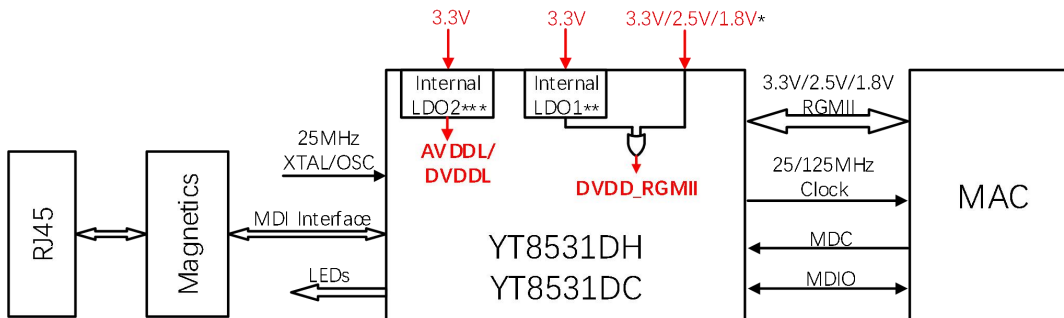 3.3V
3.3V
3.3V/2.5V/1.8V*
Internal
LDO2***
Internal
LDO1**
3.3V/2.5V/1.8V
RGMII
25MHz
XTAL/OSC
AVDDL/
DVDDL
DVDD_RGMII
25/125MHz
Clock
MAC
RJ45
Magnetics
MDI Interface
YT8531DH
YT8531DC
MDC
LEDs
MDIO